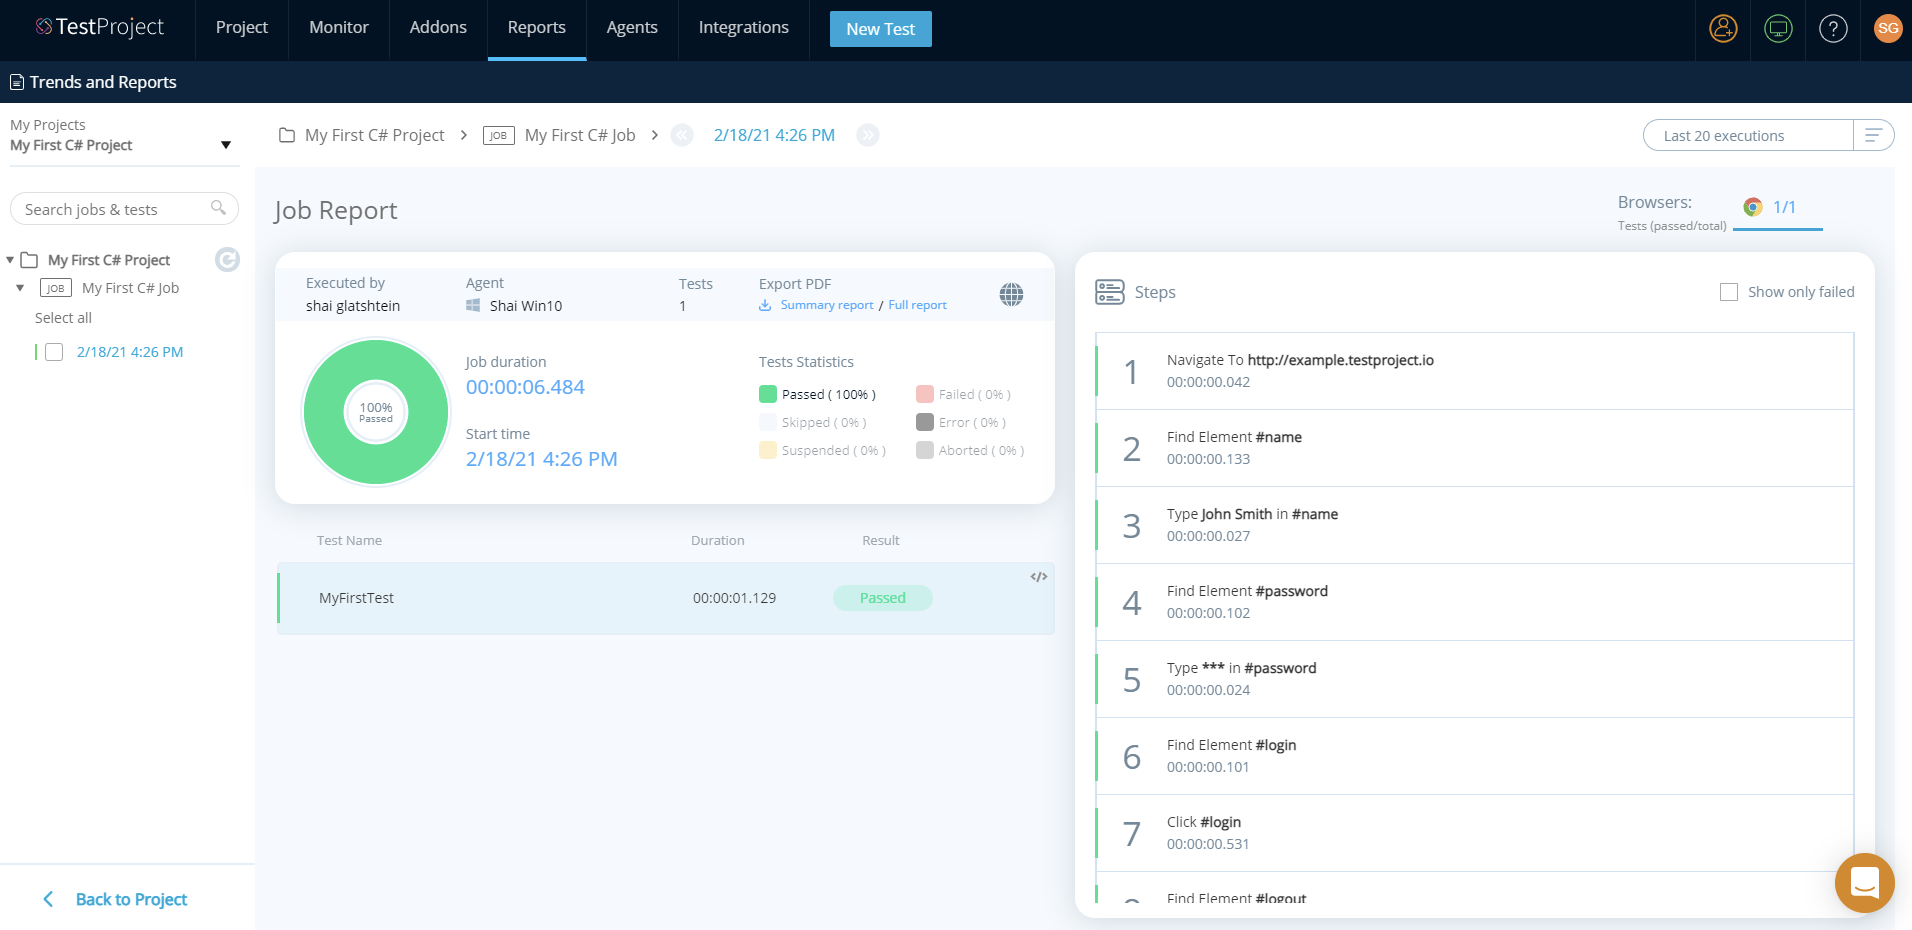 TestProject
Project
Monitor
Addons
Reports
Agents
Integrations
New Test
?
SG
Trends and Reports
My Projects
My First C# Project
Search jobs & tests
My First C# Project
JOB My First C# Job
Select all
2/18/21 4:26 PM
Back to Project
My First C# Project > JOB My First C# Job > « 2/18/21 4:26 PM »
Last 20 executions
Job Report
Browsers:
Tests (passed/total)
1/1
Executed by
shai glatshtein
Agent
Shai Win10
Tests
1
Export PDF
Summary report / Full report
100%
Passed
Job duration
00:00:06.484
Start time
2/18/21 4:26 PM
Tests Statistics
Passed ( 100% )
Failed ( 0% )
Skipped ( 0% )
Error ( 0% )
Suspended ( 0% )
Aborted ( 0% )
Test Name
Duration
Result
</>
MyFirstTest
00:00:01.129
Passed
Steps
Show only failed
1
Navigate To http://example.testproject.io
00:00:00.042
2
Find Element #name
00:00:00.133
3
Type John Smith in #name
00:00:00.027
4
Find Element #password
00:00:00.102
5
Type *** in #password
00:00:00.024
6
Find Element #login
00:00:00.101
7
Click #login
00:00:00.531
Find Element #logout